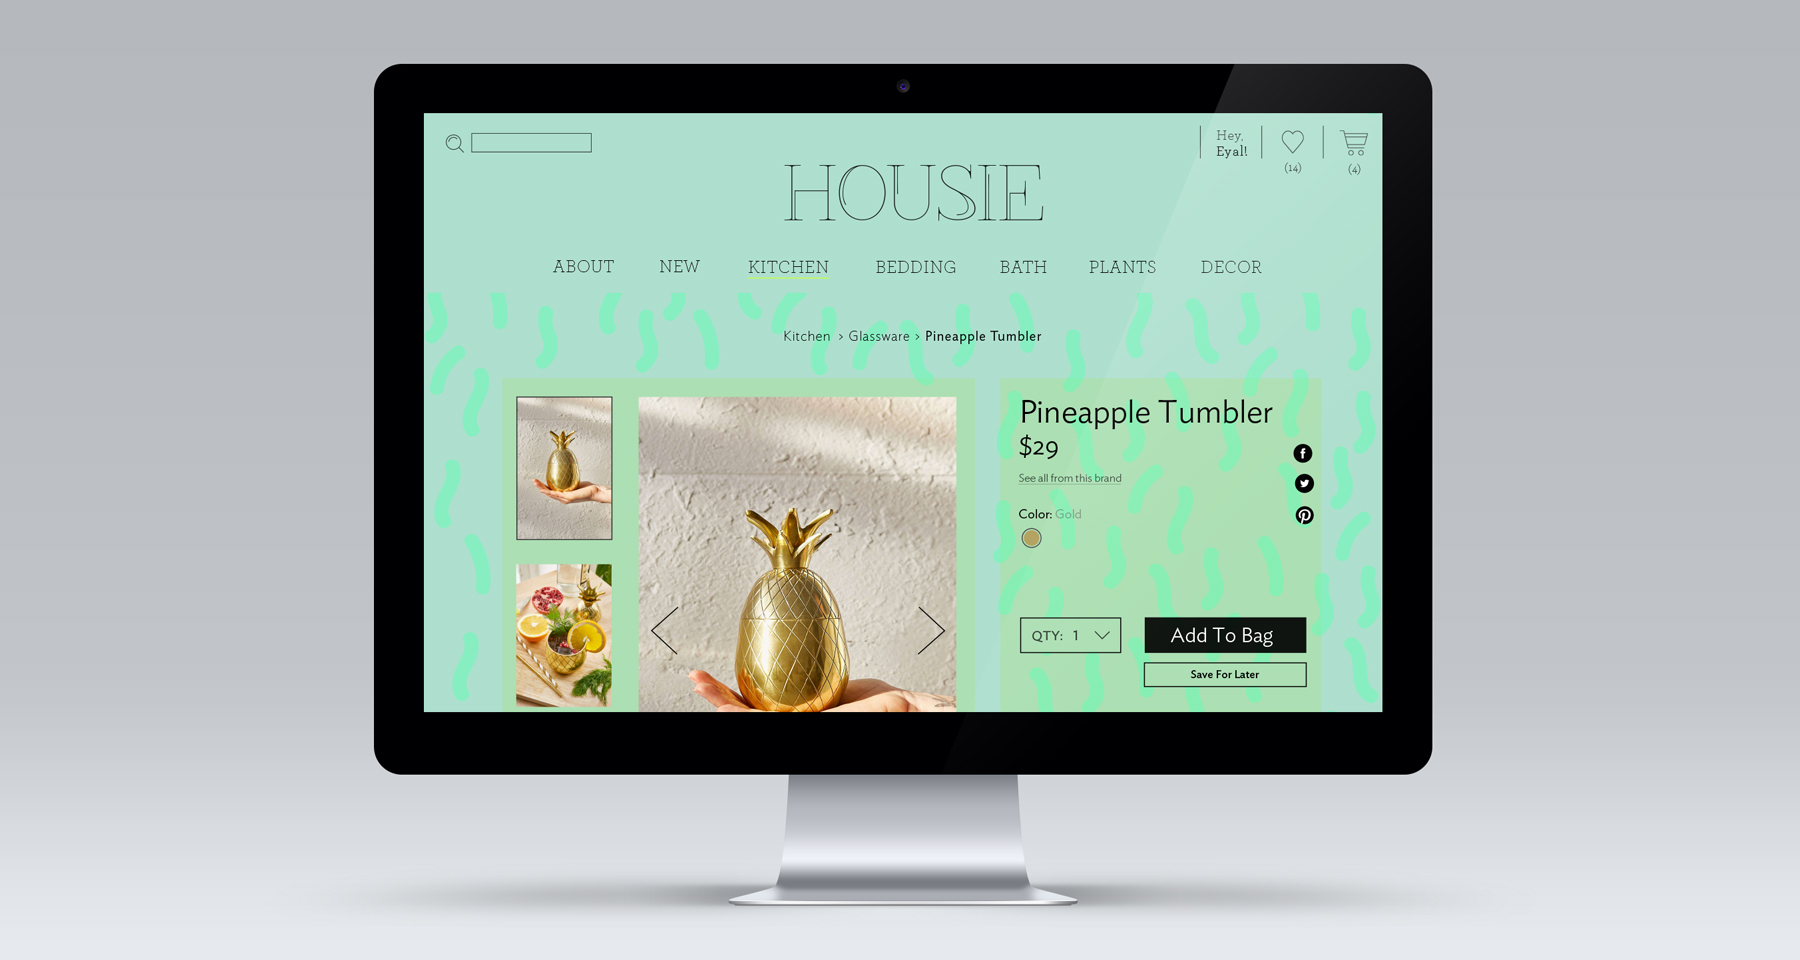 Hey,
Eyal!
(14)
(4)
HOUSIE
ABOUT NEW KITCHEN BEDDING BATH PLANTS DECOR
Kitchen > Glassware > Pineapple Tumbler
Pineapple Tumbler
$29
See all from this brand
Color: Gold
QTY: 1
Add To Bag
Save For Later